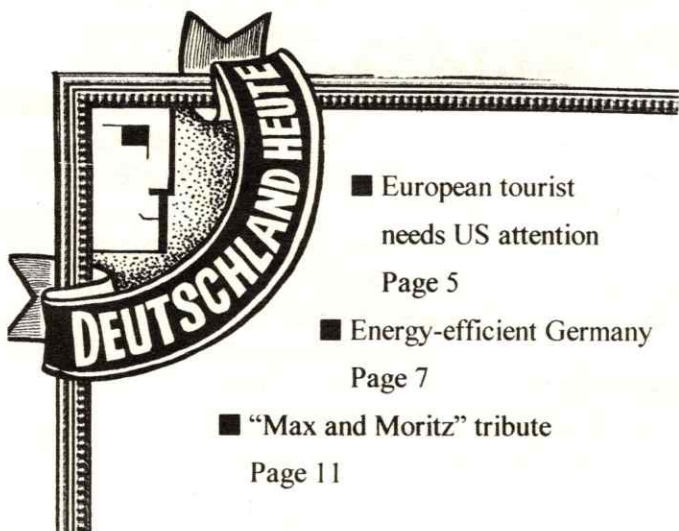 DEUTSCHLAND HEUTE
■ European tourist
needs US attention
Page 5
■ Energy-efficient Germany
Page 7
■ “Max and Moritz” tribute
Page 11